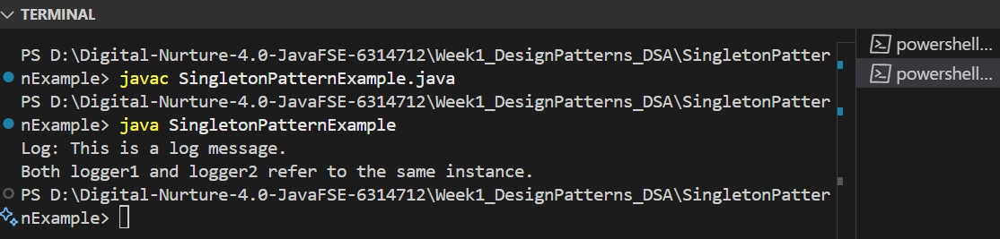 TERMINAL
PS D:\Digital-Nurture-4.0-JavaFSE-6314712\Week1_DesignPatterns_DSA\SingletonPatter
nExample> javac SingletonPatternExample.java
PS D:\Digital-Nurture-4.0-JavaFSE-6314712\Week1_DesignPatterns_DSA\SingletonPatter
nExample> java SingletonPatternExample
Log: This is a log message.
Both logger1 and logger2 refer to the same instance.
PS D:\Digital-Nurture-4.0-JavaFSE-6314712\Week1_DesignPatterns_DSA\SingletonPatter
nExample>
powershell...
powershell...